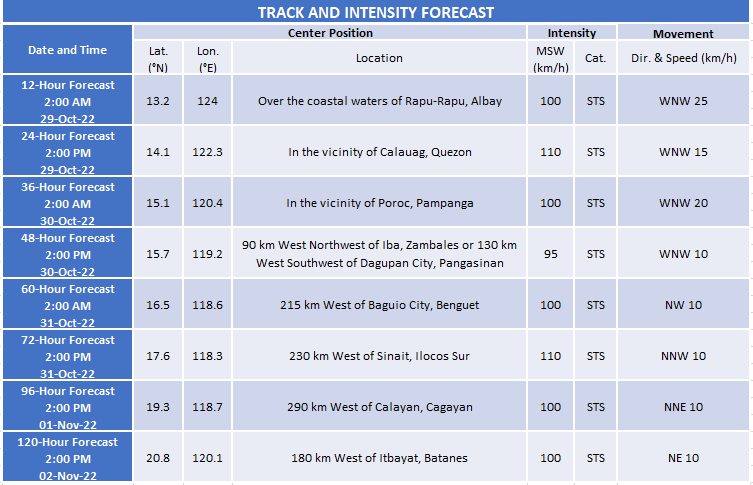 TRACK AND INTENSITY FORECAST
Date and Time
Center Position
Intensity
Movement
Lat. (°N)
Lon. (°E)
Location
MSW (km/h)
Cat.
Dir. & Speed (km/h)
12-Hour Forecast
2:00 AM
29-Oct-22
13.2 124 Over the coastal waters of Rapu-Rapu, Albay 100 STS WNW 25
24-Hour Forecast
2:00 PM
29-Oct-22
14.1 122.3 In the vicinity of Calauag, Quezon 110 STS WNW 15
36-Hour Forecast
2:00 AM
30-Oct-22
15.1 120.4 In the vicinity of Poroc, Pampanga 100 STS WNW 20
48-Hour Forecast
2:00 PM
30-Oct-22
15.7 119.2 90 km West Northwest of Iba, Zambales or 130 km
West Southwest of Dagupan City, Pangasinan 95 STS WNW 10
60-Hour Forecast
2:00 AM
31-Oct-22
16.5 118.6 215 km West of Baguio City, Benguet 100 STS NW 10
72-Hour Forecast
2:00 PM
31-Oct-22
17.6 118.3 230 km West of Sinait, Ilocos Sur 110 STS NNW 10
96-Hour Forecast
2:00 PM
01-Nov-22
19.3 118.7 290 km West of Calayan, Cagayan 100 STS NNE 10
120-Hour Forecast
2:00 PM
02-Nov-22
20.8 120.1 180 km West of Itbayat, Batanes 100 STS NE 10